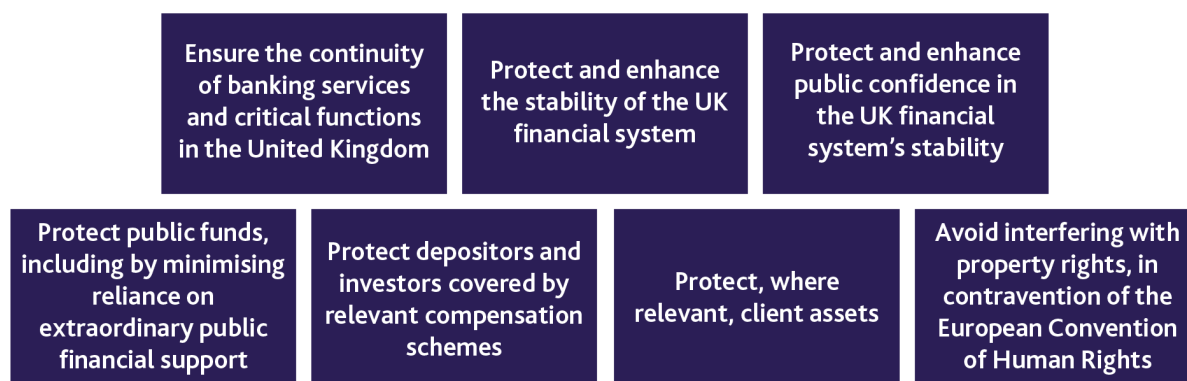 Ensure the continuity
of banking services
and critical functions
in the United Kingdom
Protect and enhance
the stability of the UK
financial system
Protect and enhance
public confidence in
the UK financial
system’s stability
Protect public funds,
including by minimising
reliance on
extraordinary public
financial support
Protect depositors and
investors covered by
relevant compensation
schemes
Protect, where
relevant, client assets
Avoid interfering with
property rights, in
contravention of the
European Convention
of Human Rights